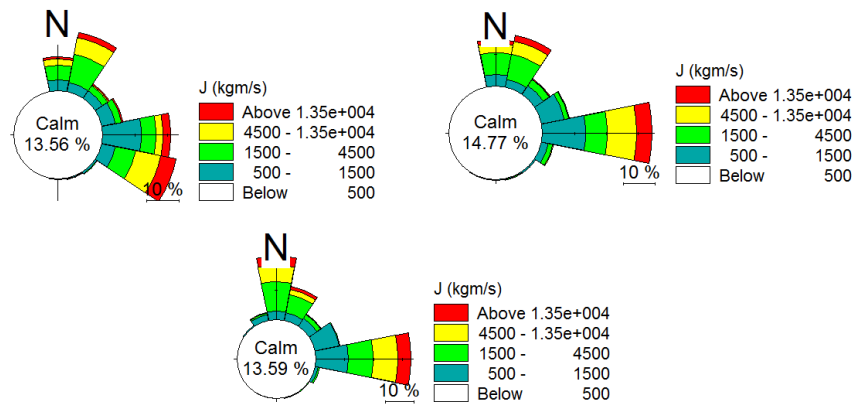 N
Calm
13.56 %
10 %
J (kgm/s)
Above 1.35e+004
4500 - 1.35e+004
1500 - 4500
500 - 1500
Below 500
N
Calm
14.77 %
10 %
J (kgm/s)
Above 1.35e+004
4500 - 1.35e+004
1500 - 4500
500 - 1500
Below 500
N
Calm
13.59 %
10 %
J (kgm/s)
Above 1.35e+004
4500 - 1.35e+004
1500 - 4500
500 - 1500
Below 500